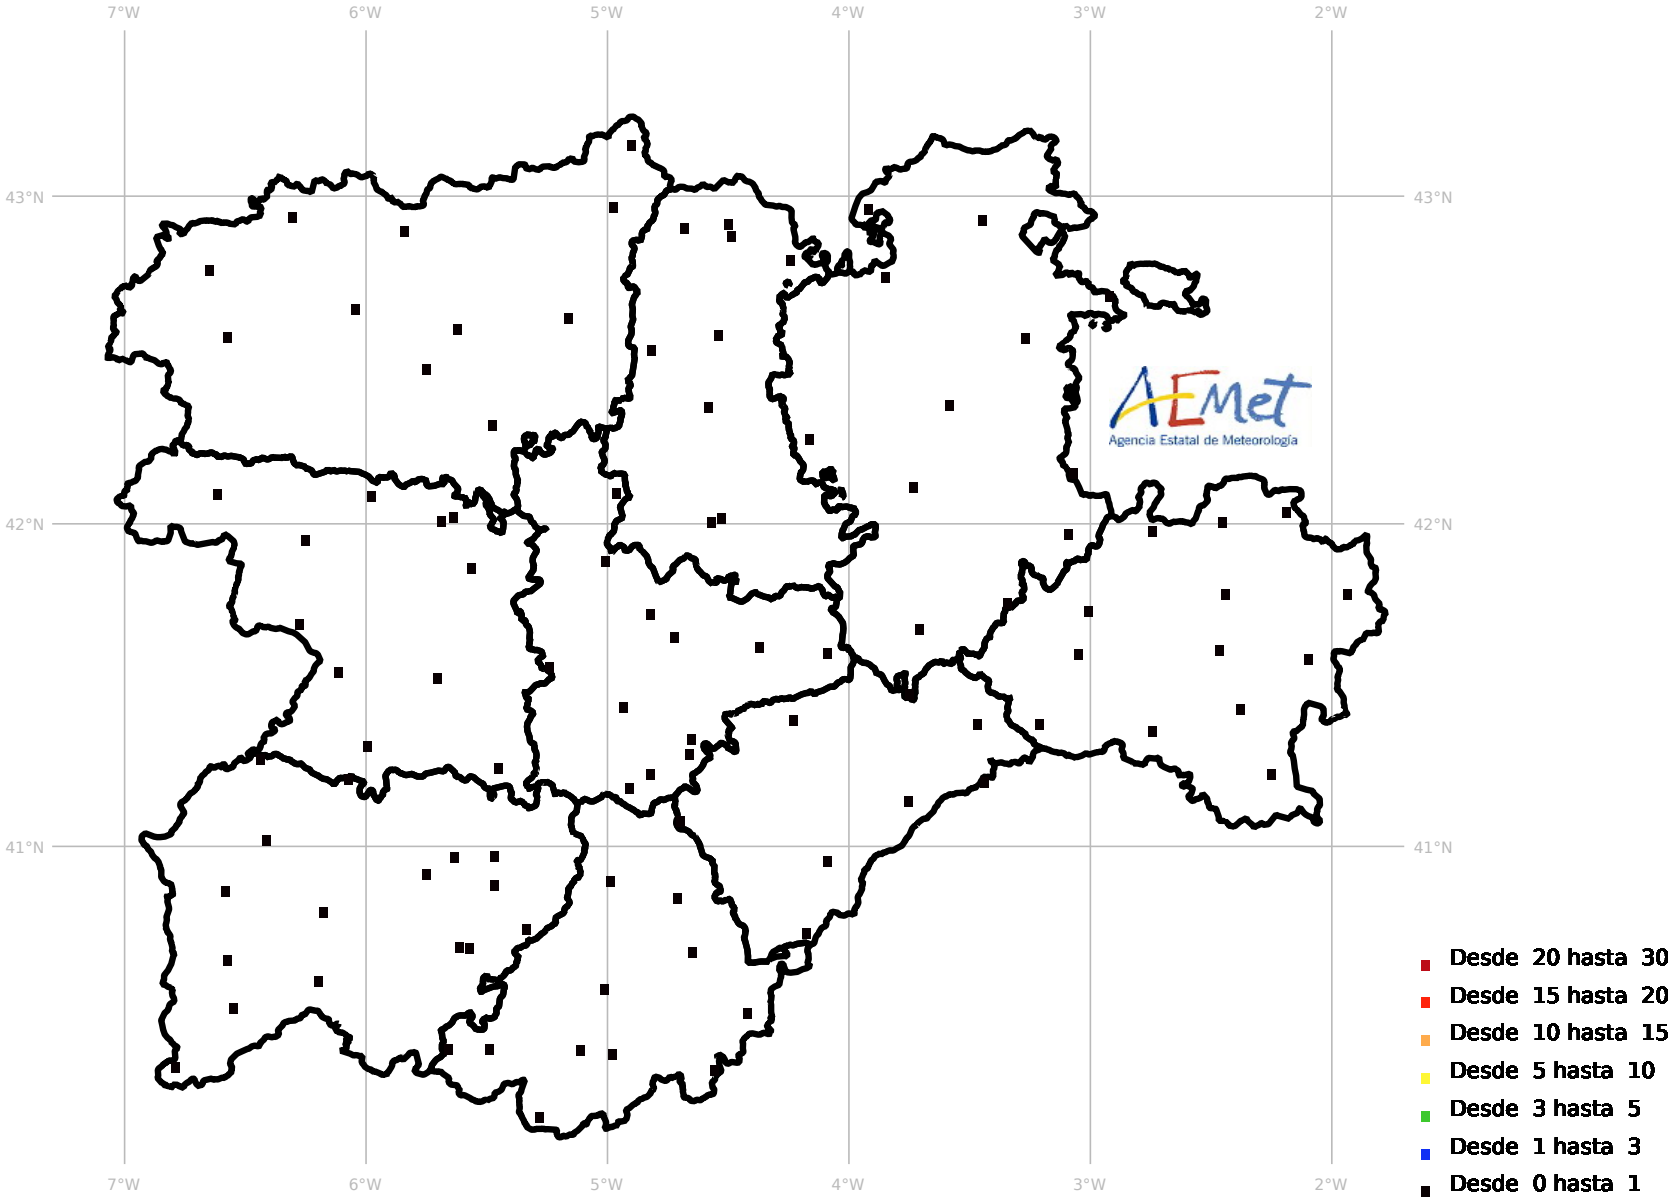 7°W 6°W 5°W 4°W 3°W 2°W
43°N 43°N
AEMet
Agencia Estatal de Meteorología
42°N 42°N
41°N 41°N
Desde 20 hasta 30
Desde 15 hasta 20
Desde 10 hasta 15
Desde 5 hasta 10
Desde 3 hasta 5
Desde 1 hasta 3
Desde 0 hasta 1
7°W 6°W 5°W 4°W 3°W 2°W